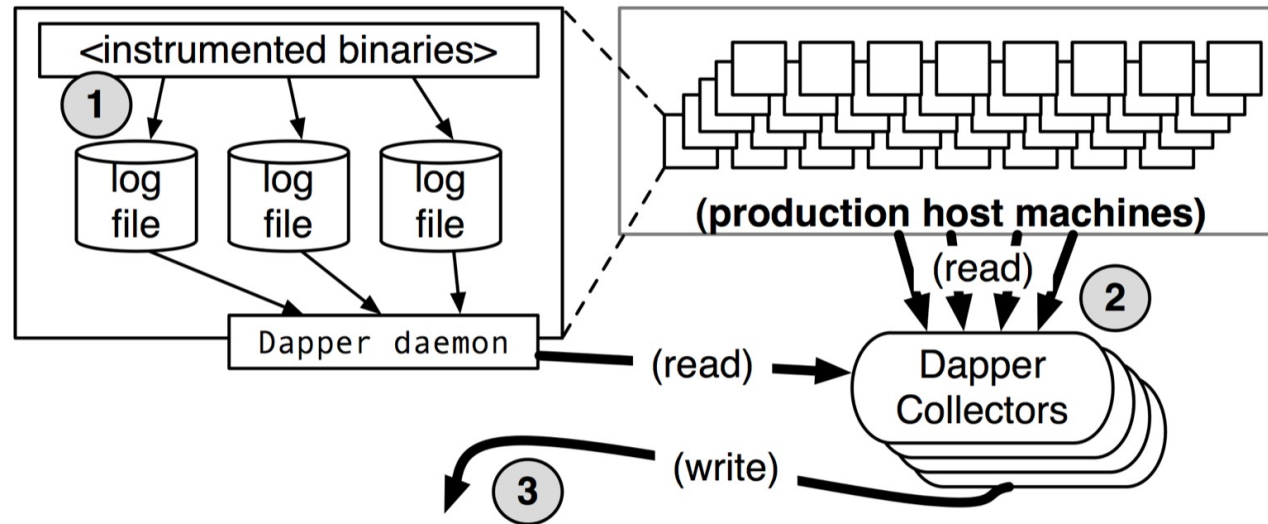 <instrumented binaries>
1
log
file
log
file
log
file
Dapper daemon
(production host machines)
(read)
2
(read)
Dapper
Collectors
(write)
3